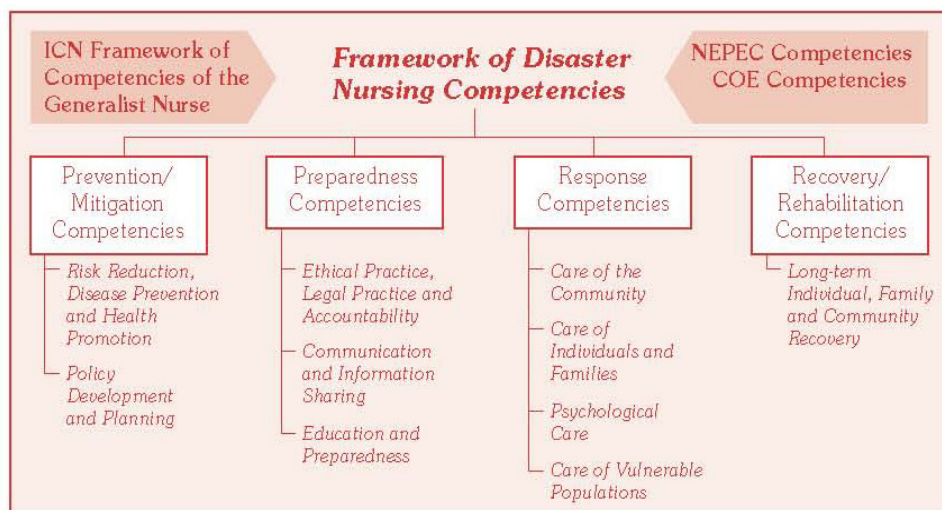 ICN Framework of
Competencies of the
Generalist Nurse
Framework of Disaster
Nursing Competencies
NEPEC Competencies
COE Competencies
Prevention/
Mitigation
Competencies
Risk Reduction,
Disease Prevention
and Health
Promotion
Policy
Development
and Planning
Preparedness
Competencies
Ethical Practice,
Legal Practice and
Accountability
Communication
and Information
Sharing
Education and
Preparedness
Response
Competencies
Care of the
Community
Care of
Individuals and
Families
Psychological
Care
Care of Vulnerable
Populations
Recovery/
Rehabilitation
Competencies
Long-term
Individual, Family
and Community
Recovery